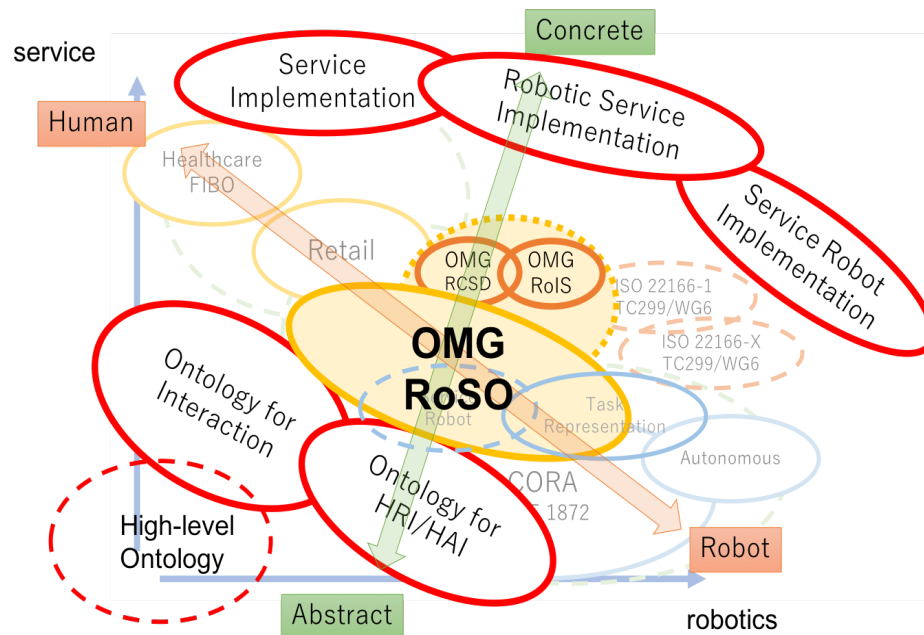 service
Concrete
Human
Service
Implementation
Robotic Service
Implementation
Service Robot
Implementation
Healthcare
FIBO
Retail
OMG
RCSD
OMG
RoIS
ISO 22166-1
TC299/WG6
ISO 22166-X
TC299/WG6
OMG
RoSO
Robot
Task
Representation
Autonomous
Ontology for
Interaction
Ontology for
HRI/HAI
CORA
1872
High-level
Ontology
Robot
Abstract
robotics